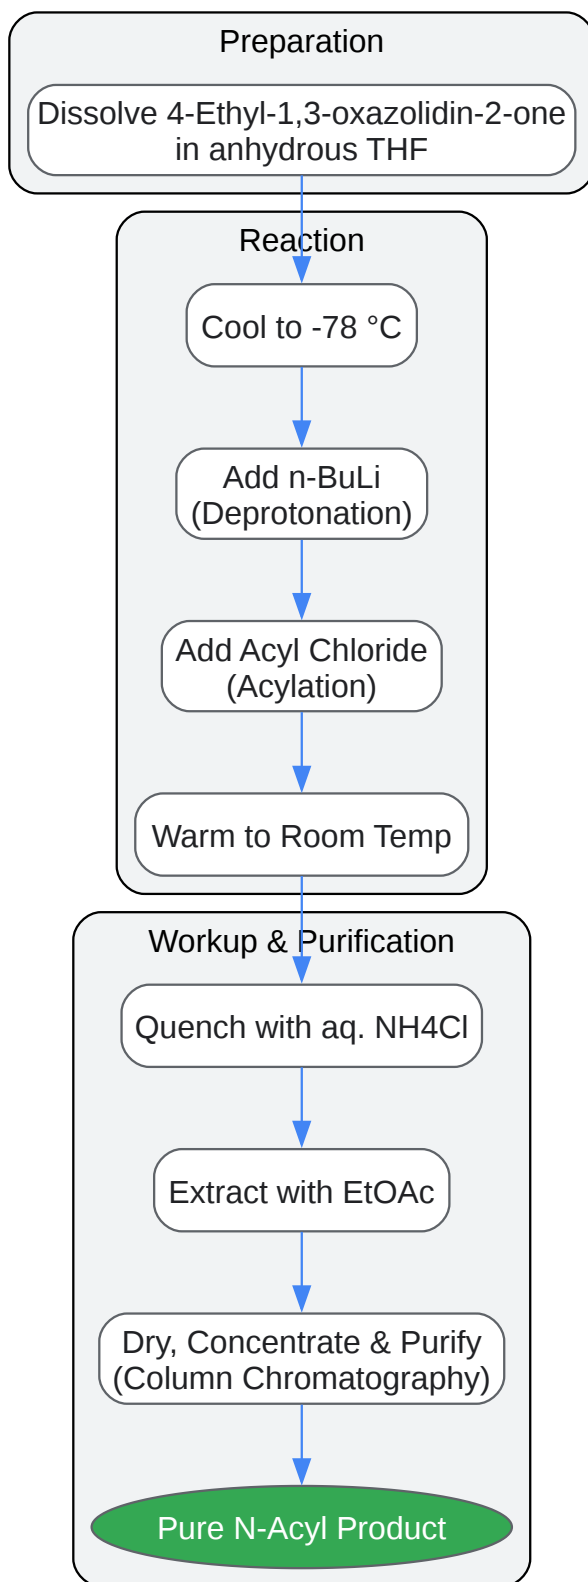 Preparation
Dissolve 4-Ethyl-1,3-oxazolidin-2-one
in anhydrous THF
Reaction
Cool to -78 °C
Add n-BuLi
(Deprotonation)
Add Acyl Chloride
(Acylation)
Warm to Room Temp
Workup & Purification
Quench with aq. NH4Cl
Extract with EtOAc
Dry, Concentrate & Purify
(Column Chromatography)
Pure N-Acyl Product